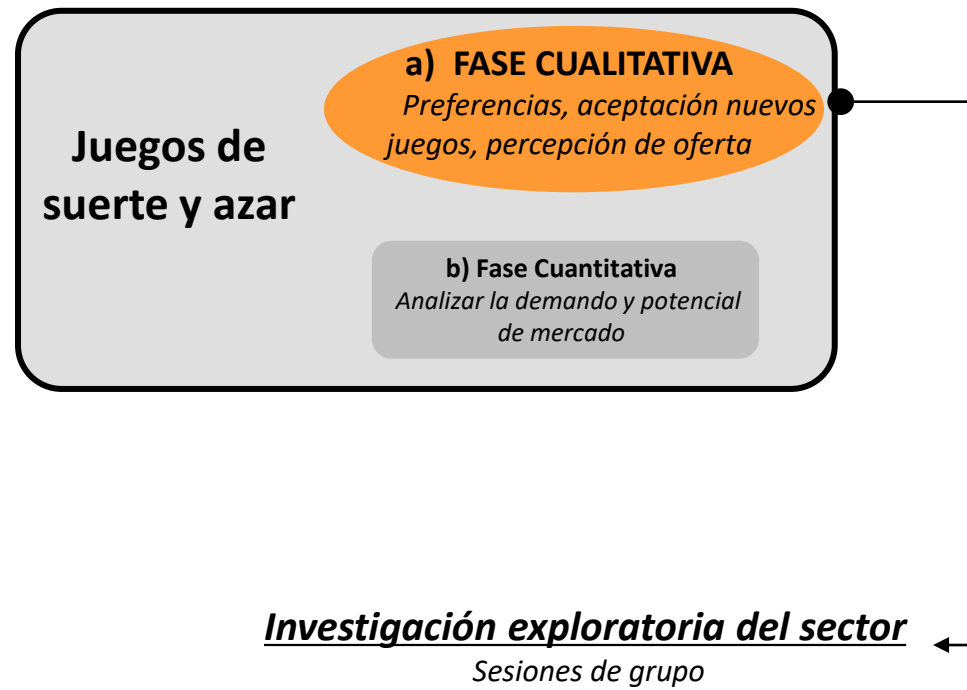 Juegos de
suerte y azar
a) FASE CUALITATIVA
Preferencias, aceptación nuevos
juegos, percepción de oferta
b) Fase Cuantitativa
Analizar la demando y potencial
de mercado
Investigación exploratoria del sector
Sesiones de grupo